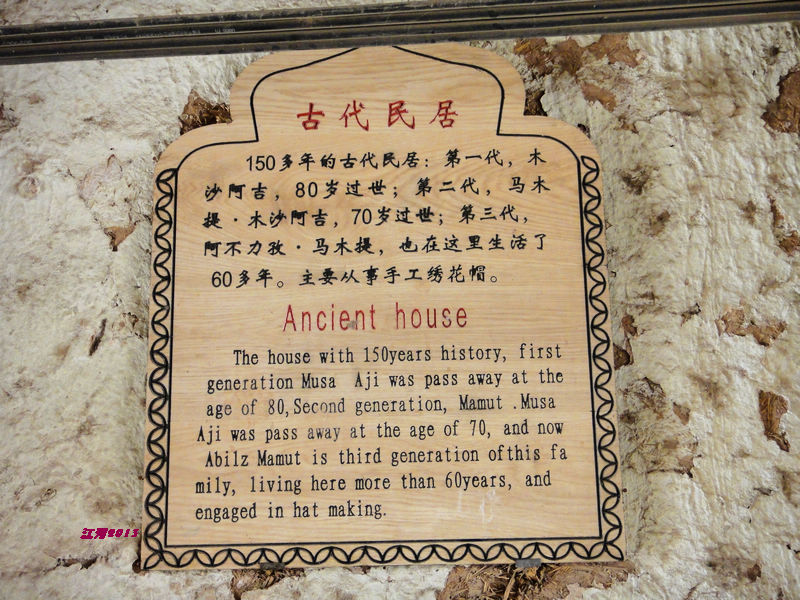 古代民居
150多年的古代民居：第一代，木
沙阿吉，80岁过世；第二代，马木
提·木沙阿吉，70岁过世；第三代，
阿不力孜·马木提，也在这里生活了
60多年。主要从事手工绣花帽。
Ancient house
The house with 150years history, first
generation Musa Aji was pass away at the
age of 80,Second generation, Mamut .Musa
Aji was pass away at the age of 70, and now
Abilz Mamut is third generation ofthis fa
mily, living here more than 60years, and
engaged in hat making.
江河2013